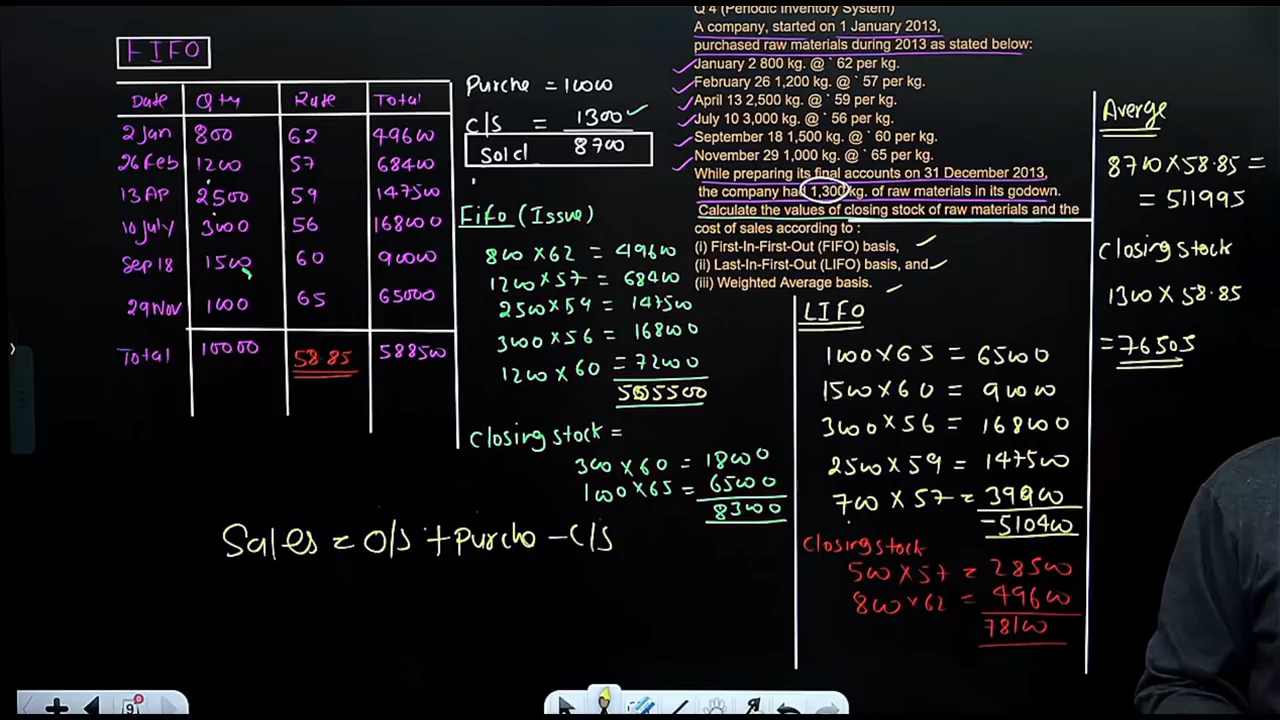 FIFO
Date Qty Rate Total
2 Jan 800 62 49600
26 Feb 1200 57 68400
13 AP 2500 59 147500
10 july 3000 56 168000
Sep 18 1500 60 90000
29 Nov 1000 65 65000
Total 10000 58.85 588500
Purche = 10000
C/S = 1300
Sold 8700
Fifo (Issue)
800 × 62 = 49600
1200 × 57 = 68400
2500 × 59 = 147500
3000 × 56 = 168000
1200 × 60 = 72000
505500
Closing stock =
300 × 60 = 18000
1000 × 65 = 65000
83000
Sales = O/S + Purcha - C/S
Q 4 (Periodic Inventory System)
A company, started on 1 January 2013,
purchased raw materials during 2013 as stated below:
January 2 800 kg. @ ` 62 per kg.
February 26 1,200 kg. @ ` 57 per kg.
April 13 2,500 kg. @ ` 59 per kg.
July 10 3,000 kg. @ ` 56 per kg.
September 18 1,500 kg. @ ` 60 per kg.
November 29 1,000 kg. @ ` 65 per kg.
While preparing its final accounts on 31 December 2013,
the company had 1,300 kg. of raw materials in its godown.
Calculate the values of closing stock of raw materials and the
cost of sales according to :
(i) First-In-First-Out (FIFO) basis,
(ii) Last-In-First-Out (LIFO) basis, and
(iii) Weighted Average basis.
LIFO
1000 × 65 = 65000
1500 × 60 = 90000
3000 × 56 = 168000
2500 × 59 = 147500
700 × 57 = 39900
510400
Closing stock
500 × 57 = 28500
800 × 62 = 49600
78100
Averge
8700 × 58.85 =
= 511995
Closing stock
1300 × 58.85
= 76505
9